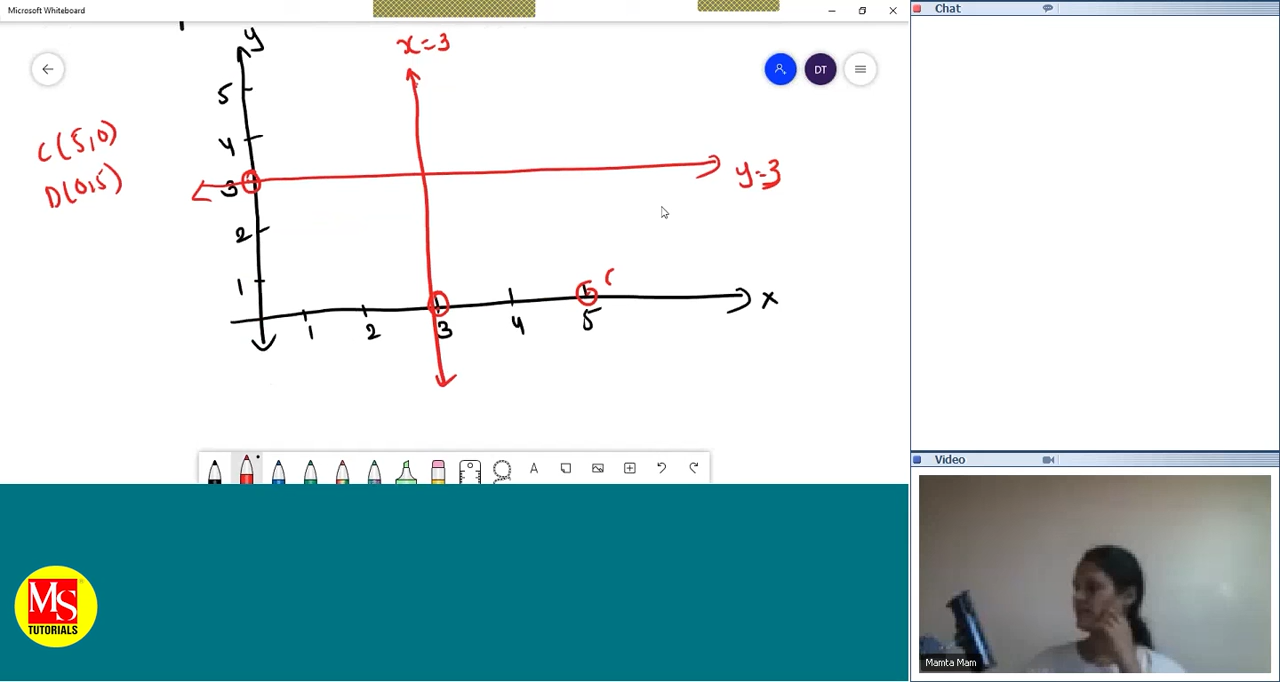 Microsoft Whiteboard
Chat
y
x=3
DT
5
4
C(5,0)
D(0,5)
3
y=3
2
1
C
x
1 2 3 4 5
A
Video
MS
TUTORIALS
Mamta Mam